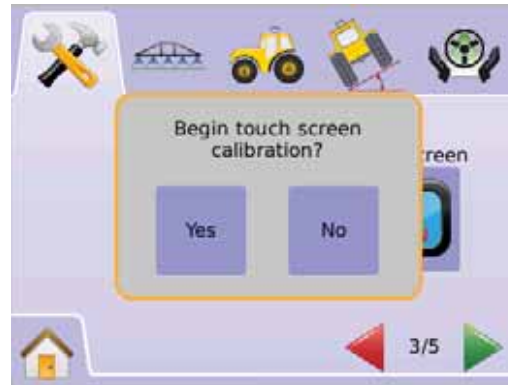 Begin touch screen
calibration?
reen
Yes
No
3/5